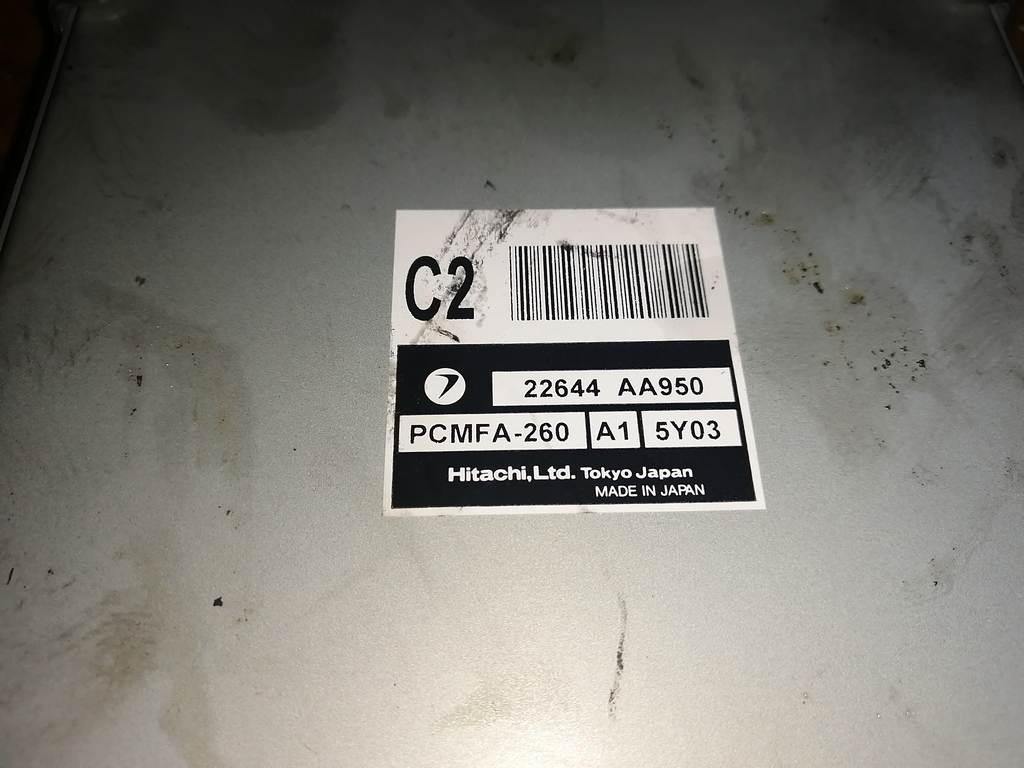 C2
22644 AA950
PCMFA-260 A1 5Y03
Hitachi,Ltd. Tokyo Japan
MADE IN JAPAN